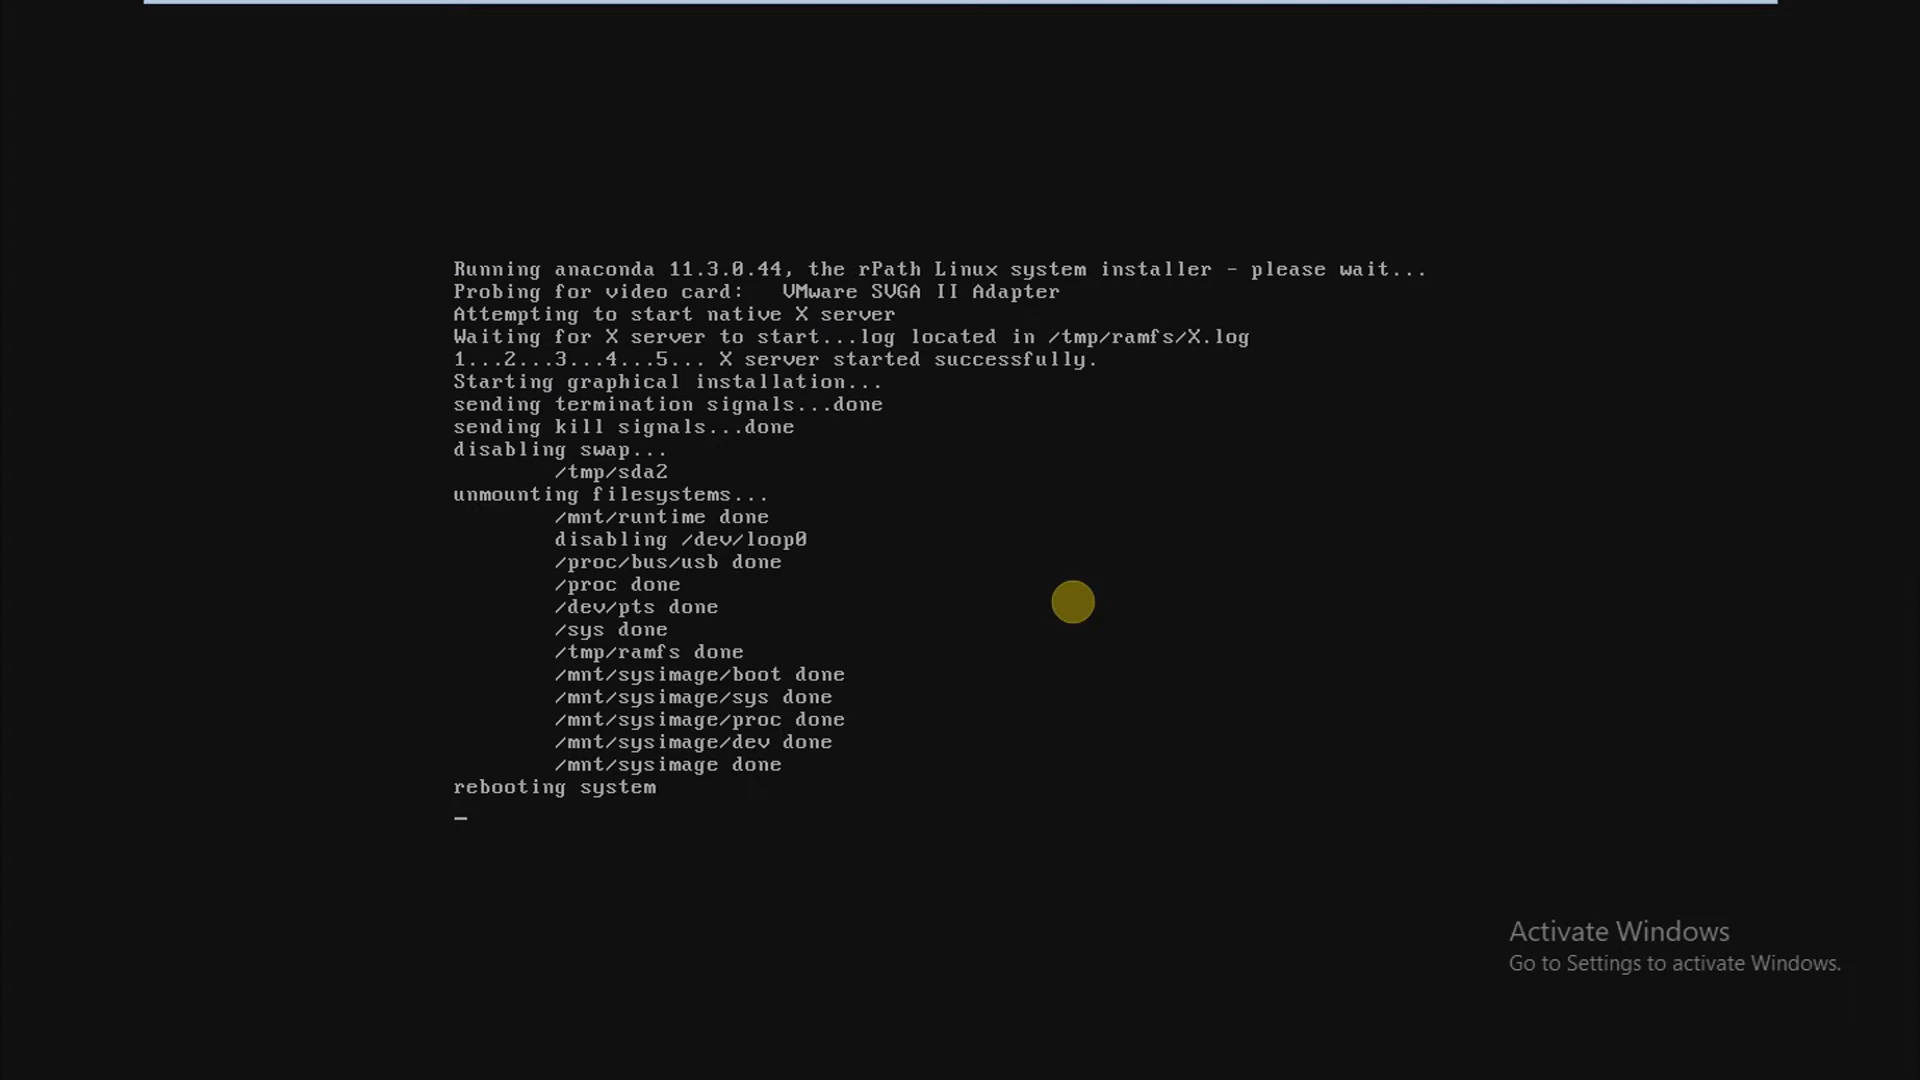 Running anaconda 11.3.0.44, the rPath Linux system installer - please wait...
Probing for video card:   VMware SVGA II Adapter
Attempting to start native X server
Waiting for X server to start...log located in /tmp/ramfs/X.log
1...2...3...4...5... X server started successfully.
Starting graphical installation...
sending termination signals...done
sending kill signals...done
disabling swap...
        /tmp/sda2
unmounting filesystems...
        /mnt/runtime done
        disabling /dev/loop0
        /proc/bus/usb done
        /proc done
        /dev/pts done
        /sys done
        /tmp/ramfs done
        /mnt/sysimage/boot done
        /mnt/sysimage/sys done
        /mnt/sysimage/proc done
        /mnt/sysimage/dev done
        /mnt/sysimage done
rebooting system
Activate Windows
Go to Settings to activate Windows.